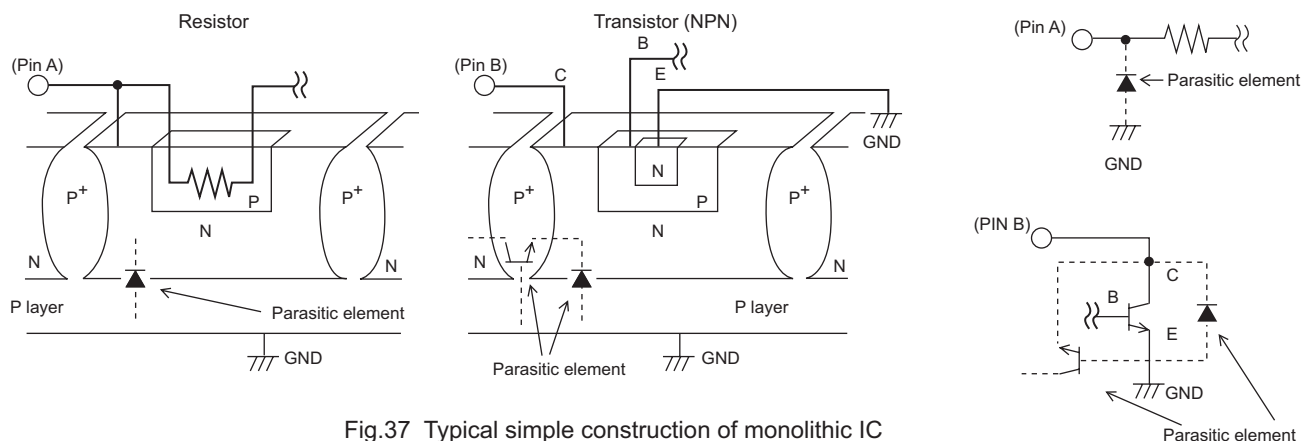 Resistor
(Pin A)
P+
P+
P
N
N
N
P layer
Parasitic element
GND
Transistor (NPN)
(Pin B)
C
B
E
GND
P+
P+
N
P
N
N
N
P layer
Parasitic element
GND
(Pin A)
Parasitic element
GND
(PIN B)
C
B
E
GND
Parasitic element
Fig.37 Typical simple construction of monolithic IC